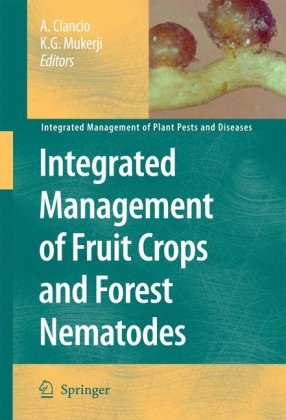 A. Ciancio
K.G. Mukerji
Editors
Integrated Management of Plant Pests and Diseases
Integrated
Management
of Fruit Crops
and Forest
Nematodes
Springer